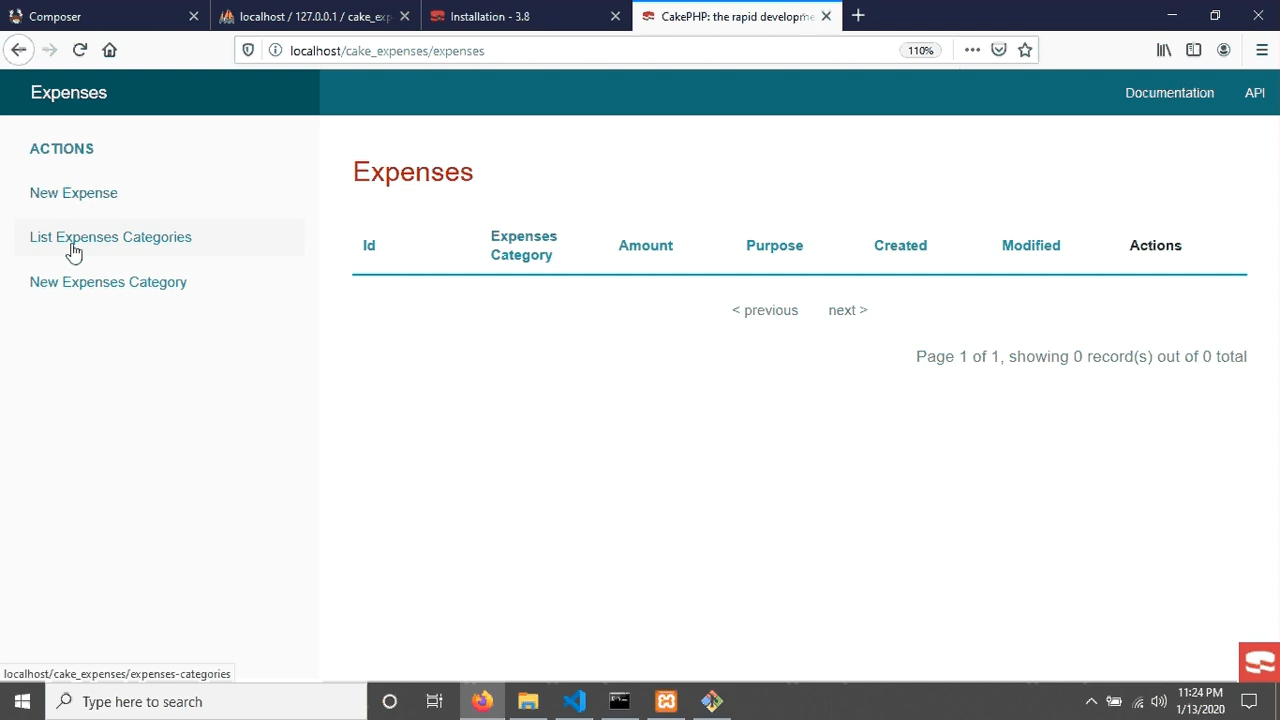 Composer
localhost / 127.0.0.1 / cake_exp
Installation - 3.8
CakePHP: the rapid developme
localhost/cake_expenses/expenses
110%
Expenses
Documentation
API
ACTIONS
New Expense
List Expenses Categories
New Expenses Category
Expenses
Id
Expenses
Category
Amount
Purpose
Created
Modified
Actions
< previous
next >
Page 1 of 1, showing 0 record(s) out of 0 total
localhost/cake_expenses/expenses-categories
Type here to search
11:24 PM
1/13/2020